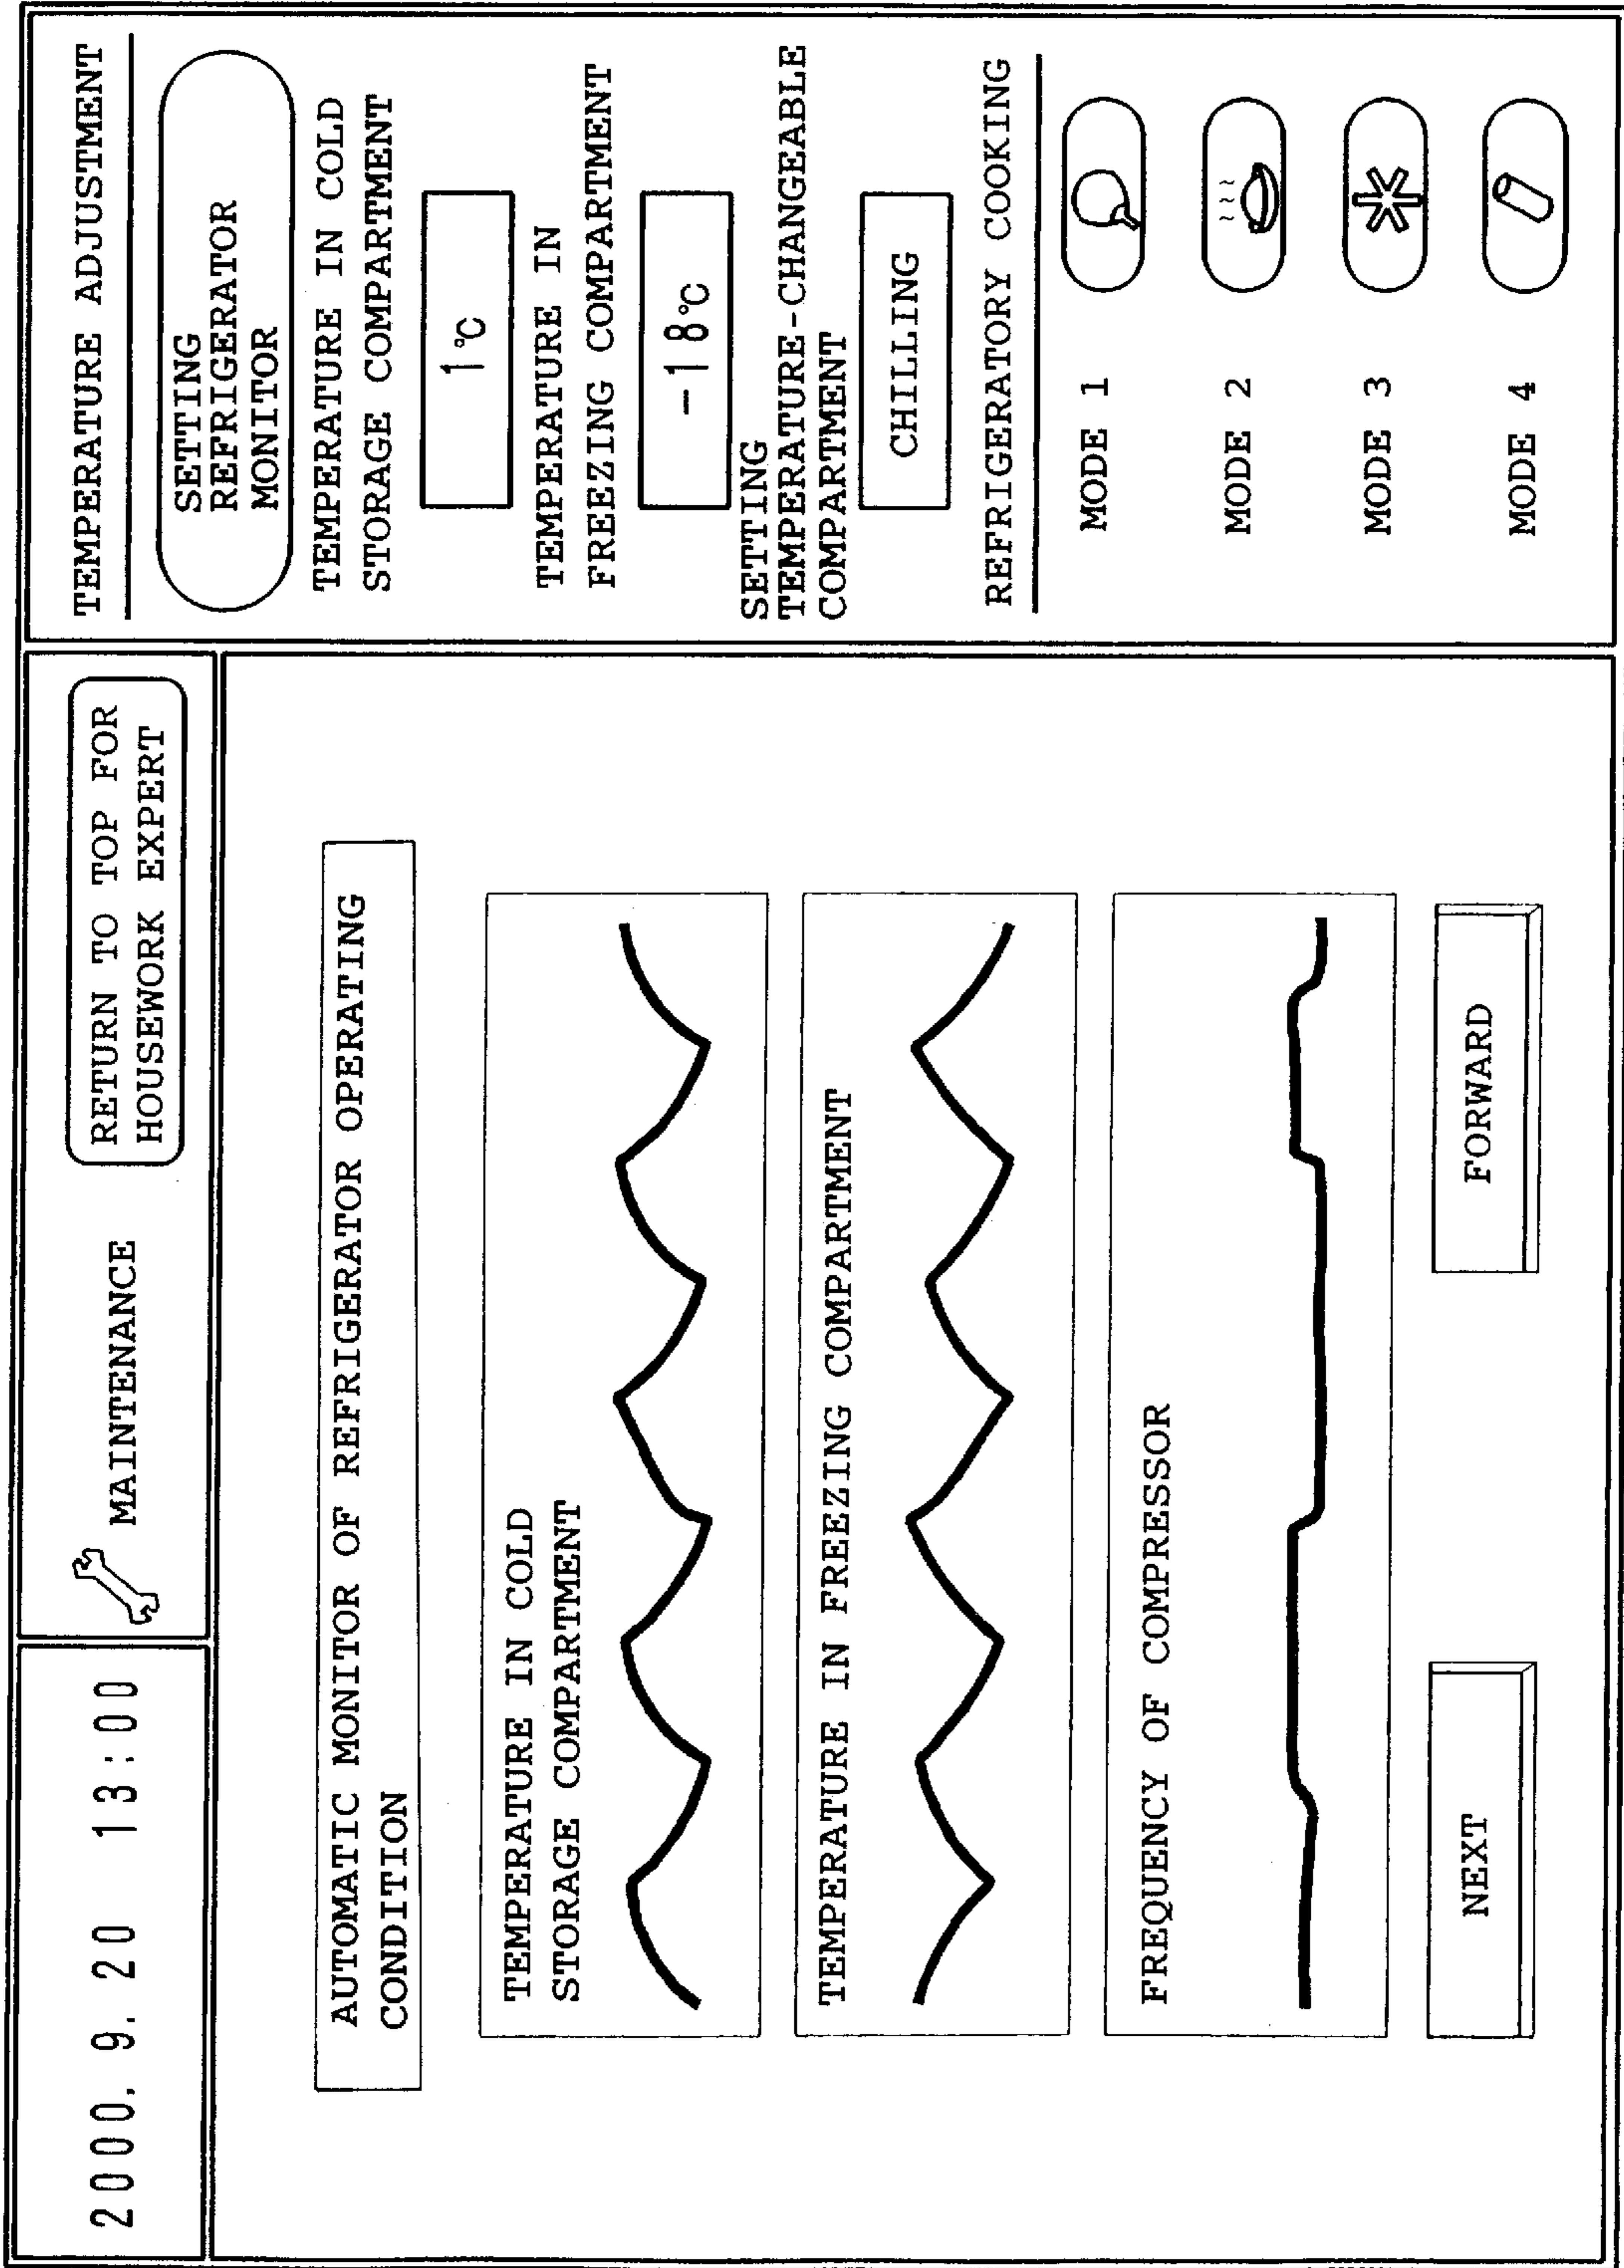 2000. 9. 20 13:00
MAINTENANCE
RETURN TO TOP FOR
HOUSEWORK EXPERT
AUTOMATIC MONITOR OF REFRIGERATOR OPERATING
CONDITION
TEMPERATURE IN COLD
STORAGE COMPARTMENT
TEMPERATURE IN FREEZING COMPARTMENT
FREQUENCY OF COMPRESSOR
NEXT
FORWARD
TEMPERATURE ADJUSTMENT
SETTING
REFRIGERATOR
MONITOR
TEMPERATURE IN COLD
STORAGE COMPARTMENT
1℃
TEMPERATURE IN
FREEZING COMPARTMENT
-18℃
SETTING
TEMPERATURE-CHANGEABLE
COMPARTMENT
CHILLING
REFRIGERATORY COOKING
MODE 1
MODE 2
MODE 3
MODE 4